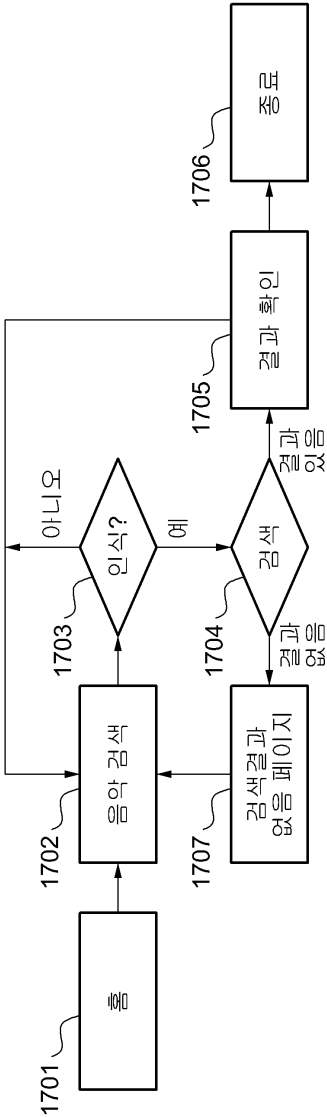 1701
홈
1702
음악 검색
1703
인식?
아니오
예
1704
검색
결과
없음
결과
있음
1707
검색결과
없음 페이지
1705
결과 확인
1706
종료